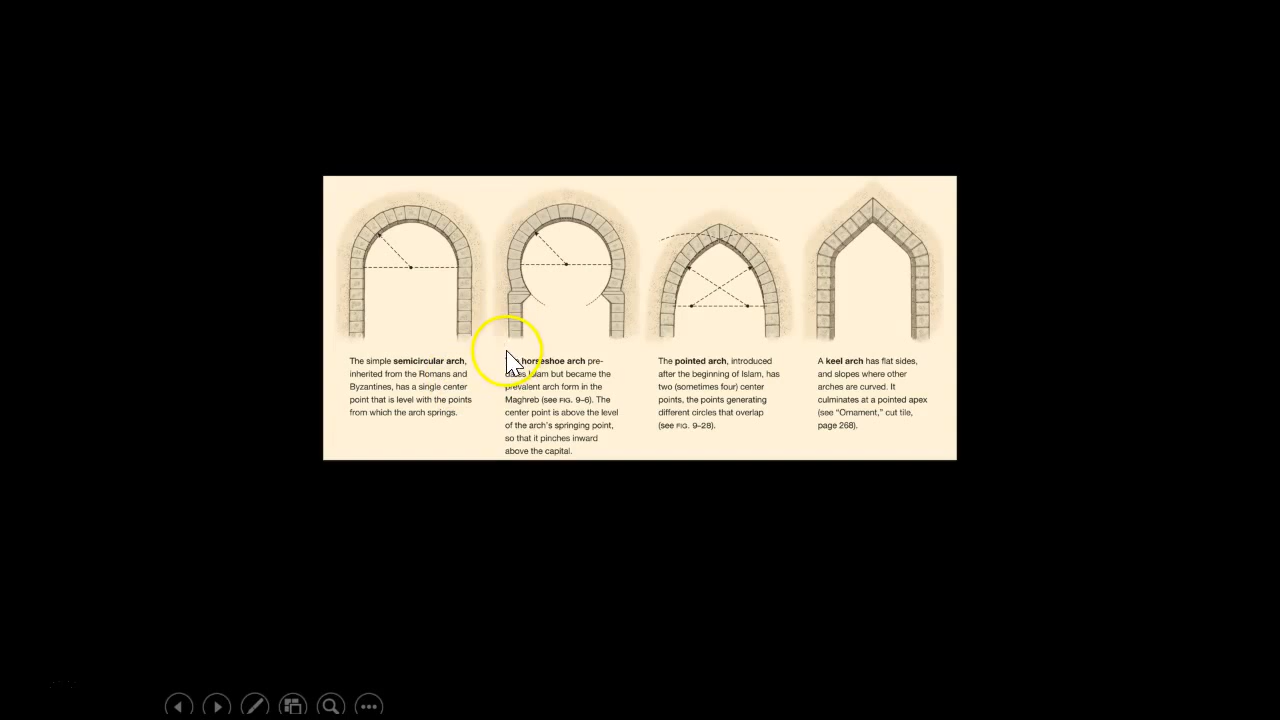 The simple semicircular arch,
inherited from the Romans and
Byzantines, has a single center
point that is level with the points
from which the arch springs.
horseshoe arch pre-
Islam but became the
prevalent arch form in the
Maghreb (see FIG. 9–6). The
center point is above the level
of the arch's springing point,
so that it pinches inward
above the capital.
The pointed arch, introduced
after the beginning of Islam, has
two (sometimes four) center
points, the points generating
different circles that overlap
(see FIG. 9–28).
A keel arch has flat sides,
and slopes where other
arches are curved. It
culminates at a pointed apex
(see “Ornament,” cut tile,
page 268).